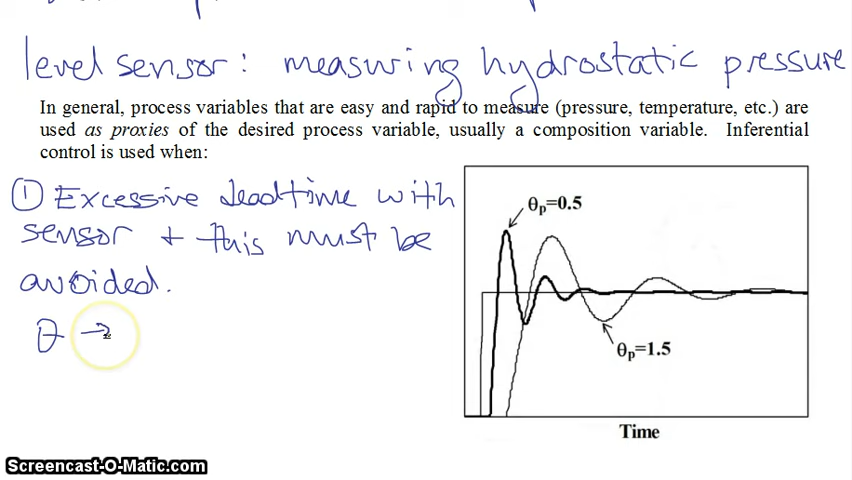 level sensor: measuring hydrostatic pressure
In general, process variables that are easy and rapid to measure (pressure, temperature, etc.) are
used as proxies of the desired process variable, usually a composition variable. Inferential
control is used when:
① Excessive deadtime with
sensor + this must be
avoided.
θ →
θp=0.5
θp=1.5
Time
Screencast-O-Matic.com